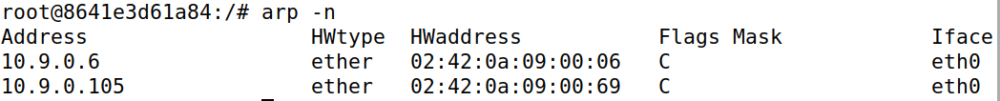 root@8641e3d61a84:/# arp -n
Address HWtype HWaddress Flags Mask Iface
10.9.0.6 ether 02:42:0a:09:00:06 C eth0
10.9.0.105 ether 02:42:0a:09:00:69 C eth0